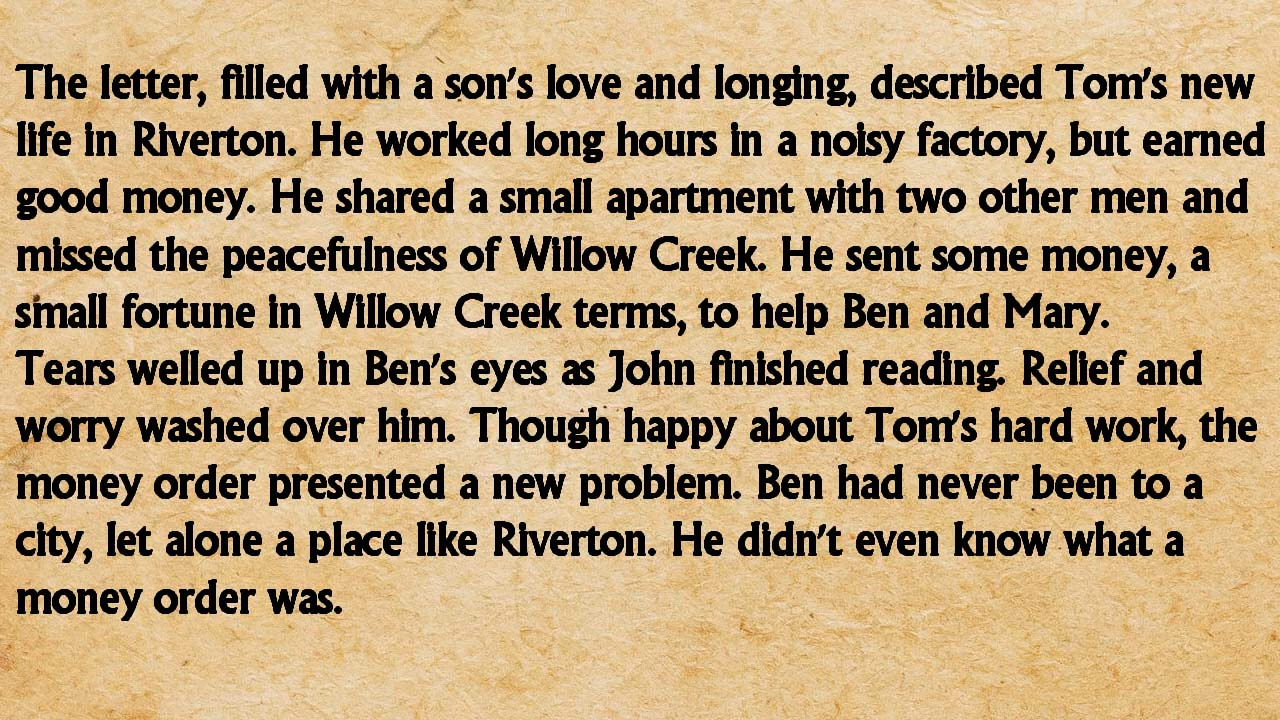 The letter, filled with a son's love and longing, described Tom's new
life in Riverton. He worked long hours in a noisy factory, but earned
good money. He shared a small apartment with two other men and
missed the peacefulness of Willow Creek. He sent some money, a
small fortune in Willow Creek terms, to help Ben and Mary.
Tears welled up in Ben's eyes as John finished reading. Relief and
worry washed over him. Though happy about Tom's hard work, the
money order presented a new problem. Ben had never been to a
city, let alone a place like Riverton. He didn't even know what a
money order was.